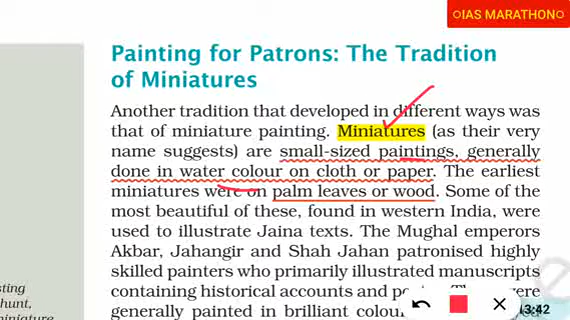 ○IAS MARATHON○
Painting for Patrons: The Tradition
of Miniatures
Another tradition that developed in different ways was
that of miniature painting. Miniatures (as their very
name suggests) are small-sized paintings, generally
done in water colour on cloth or paper. The earliest
miniatures were on palm leaves or wood. Some of the
most beautiful of these, found in western India, were
used to illustrate Jaina texts. The Mughal emperors
Akbar, Jahangir and Shah Jahan patronised highly
skilled painters who primarily illustrated manuscripts
containing historical accounts and were
generally painted in brilliant
hunt,
13:42